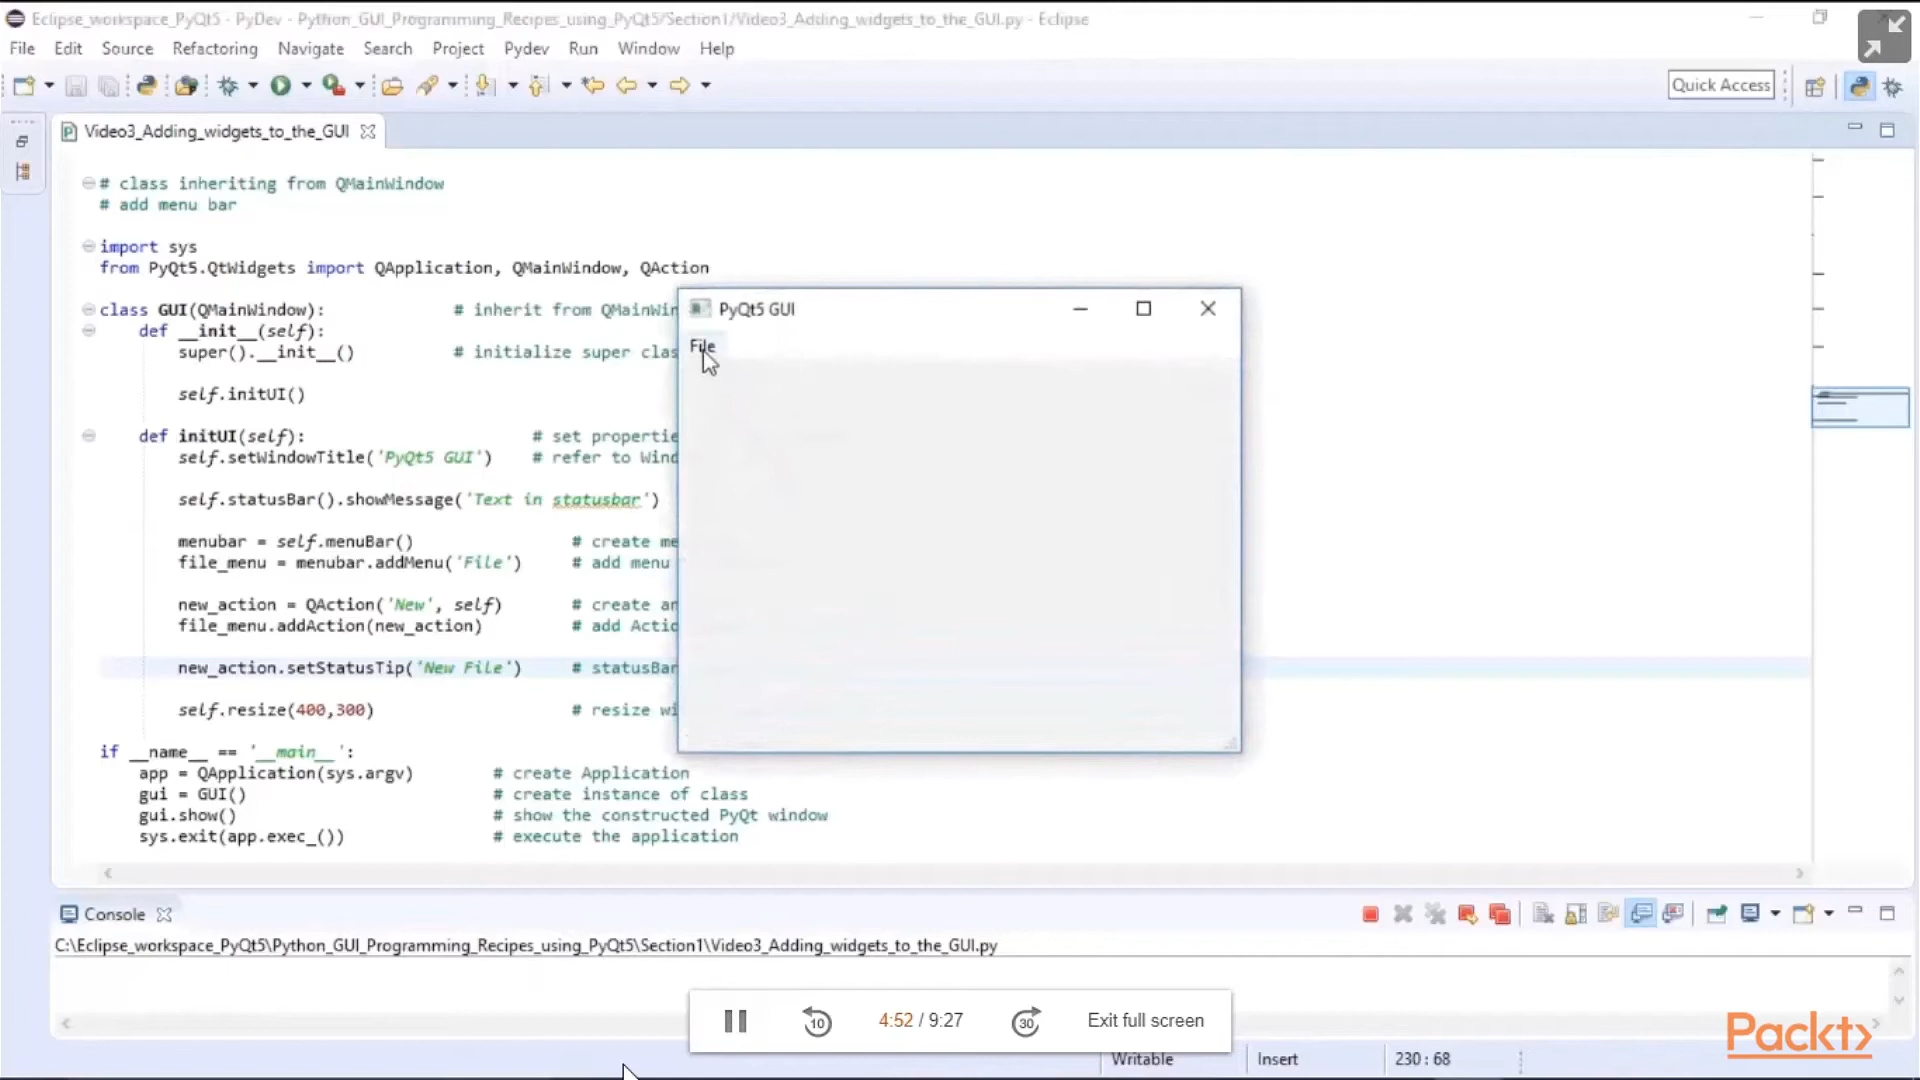 Eclipse_workspace_PyQt5 - PyDev - Python_GUI_Programming_Recipes_using_PyQt5/Section1/Video3_Adding_widgets_to_the_GUI.py - Eclipse
File Edit Source Refactoring Navigate Search Project Pydev Run Window Help
Quick Access
Video3_Adding_widgets_to_the_GUI
# class inheriting from QMainWindow
# add menu bar
import sys
from PyQt5.QtWidgets import QApplication, QMainWindow, QAction
class GUI(QMainWindow): # inherit from QMainWin
def __init__(self):
super().__init__() # initialize super clas
self.initUI()
def initUI(self): # set propertie
self.setWindowTitle('PyQt5 GUI') # refer to Wind
self.statusBar().showMessage('Text in statusbar')
menubar = self.menuBar() # create me
file_menu = menubar.addMenu('File') # add menu
new_action = QAction('New', self) # create an
file_menu.addAction(new_action) # add Actio
new_action.setStatusTip('New File') # statusBar
self.resize(400,300) # resize wi
if __name__ == '__main__':
app = QApplication(sys.argv) # create Application
gui = GUI() # create instance of class
gui.show() # show the constructed PyQt window
sys.exit(app.exec_()) # execute the application
PyQt5 GUI
File
Console
C:\Eclipse_workspace_PyQt5\Python_GUI_Programming_Recipes_using_PyQt5\Section1\Video3_Adding_widgets_to_the_GUI.py
10 4:52 / 9:27 30 Exit full screen
Packt>
Writable Insert 230 : 68